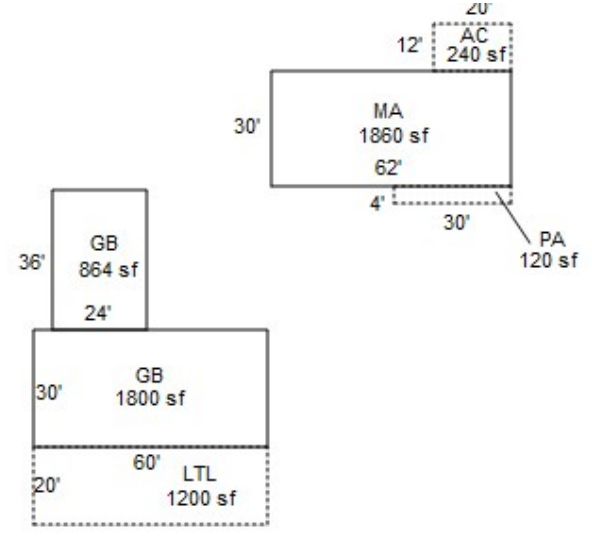 20'
AC
12'
240 sf
MA
30'
1860 sf
62'
4'
30'
PA
120 sf
GB
36'
864 sf
24'
GB
30'
1800 sf
60'
LTL
20'
1200 sf